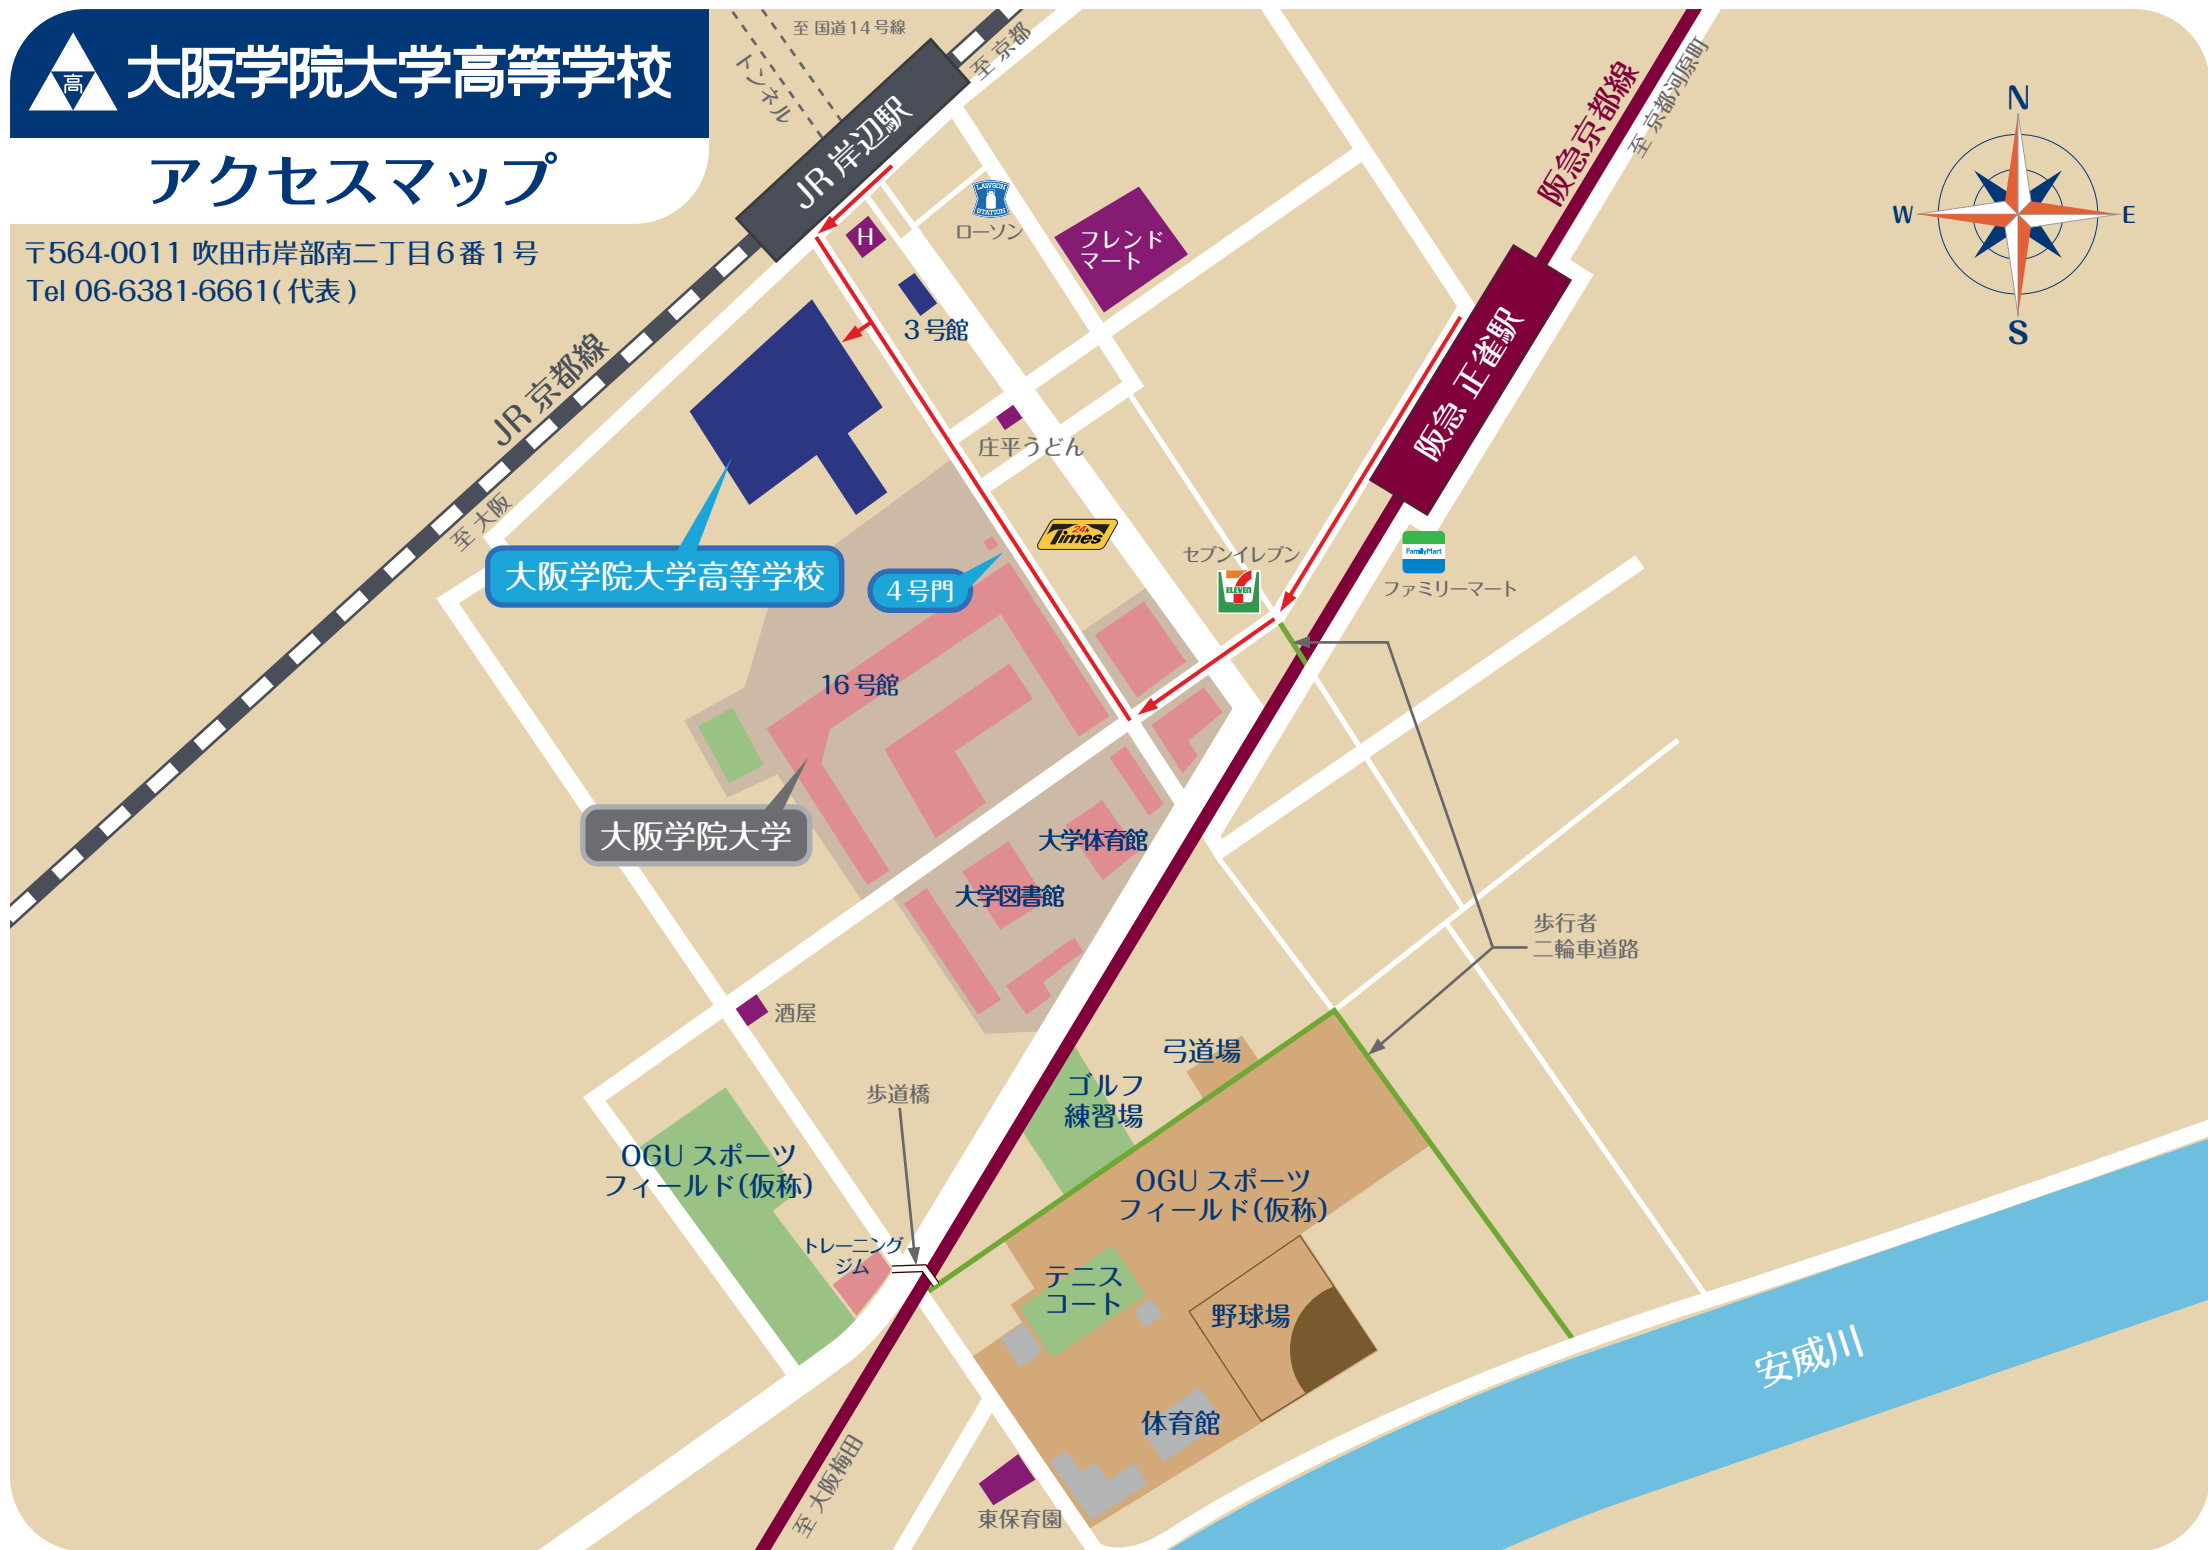 高
大阪学院大学高等学校
アクセスマップ
〒564-0011 吹田市岸部南二丁目６番１号
Tel 06-6381-6661(代表)
至 国道14号線
トンネル
至 京都
JR 岸辺駅
H
LAWSON
STATION
ローソン
フレンド
マート
３号館
JR 京都線
至 大阪
阪急京都線
至 京都河原町
N
W
E
S
阪急 正雀駅
庄平うどん
24h
Times
セブンイレブン
7
ELEVEn
FamilyMart
ファミリーマート
大阪学院大学高等学校
４号門
16号館
大阪学院大学
大学体育館
大学図書館
歩行者
二輪車道路
酒屋
歩道橋
弓道場
ゴルフ
練習場
OGU スポーツ
フィールド(仮称)
OGU スポーツ
フィールド(仮称)
トレーニング
ジム
テニス
コート
野球場
体育館
安威川
至 大阪梅田
東保育園